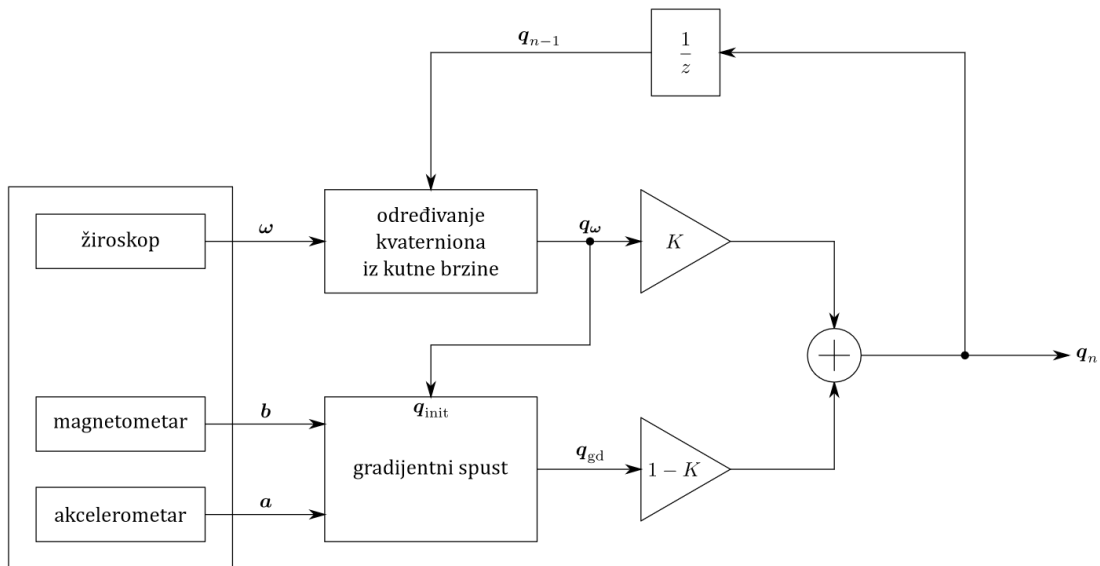 q_{n−1}
1
z
žiroskop
ω
određivanje
kvaterniona
iz kutne brzine
q_ω
K
q_n
magnetometar
b
q_init
gradijentni spust
q_gd
1 − K
akcelerometar
a